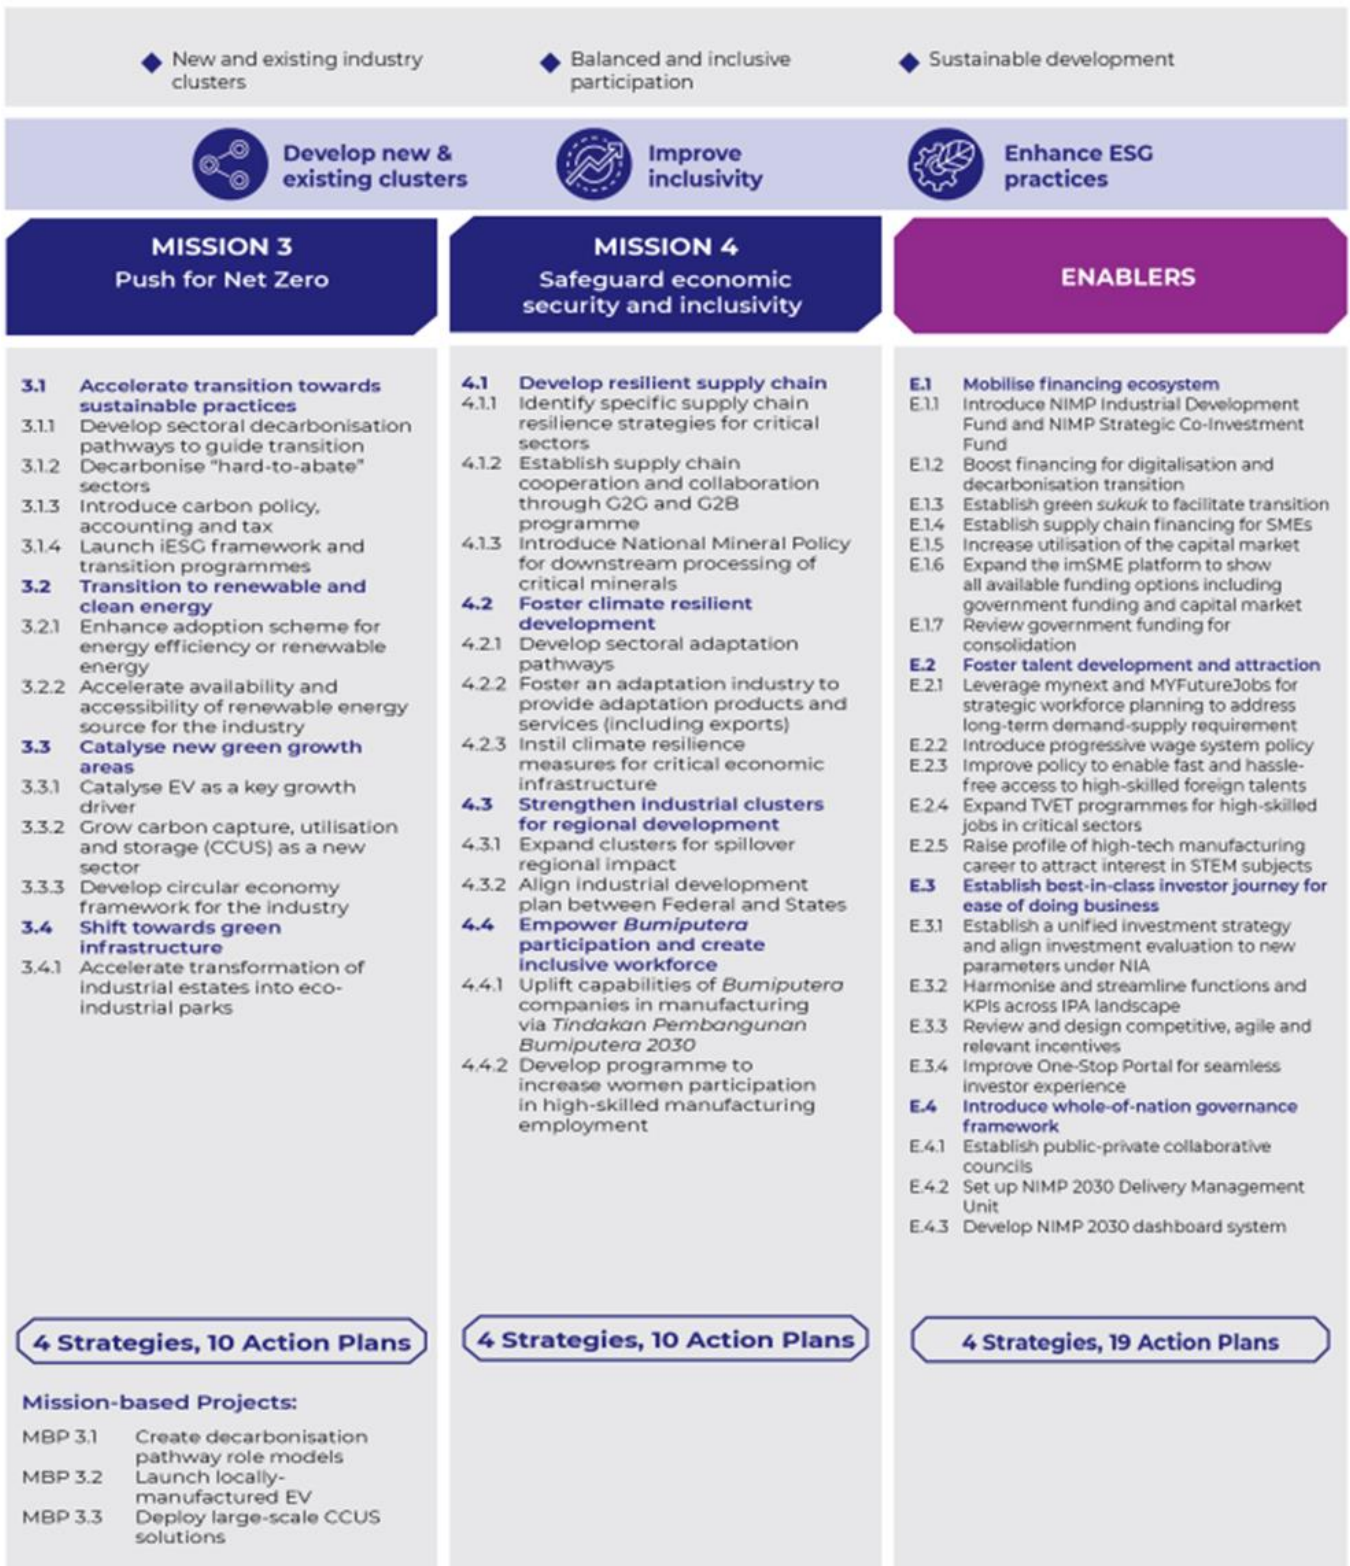 New and existing industry
clusters
Balanced and inclusive
participation
Sustainable development
Develop new &
existing clusters
Improve
inclusivity
Enhance ESG
practices
MISSION 3
Push for Net Zero
3.1 Accelerate transition towards
sustainable practices
3.1.1 Develop sectoral decarbonisation
pathways to guide transition
3.1.2 Decarbonise "hard-to-abate"
sectors
3.1.3 Introduce carbon policy,
accounting and tax
3.1.4 Launch iESG framework and
transition programmes
3.2 Transition to renewable and
clean energy
3.2.1 Enhance adoption scheme for
energy efficiency or renewable
energy
3.2.2 Accelerate availability and
accessibility of renewable energy
source for the industry
3.3 Catalyse new green growth
areas
3.3.1 Catalyse EV as a key growth
driver
3.3.2 Grow carbon capture, utilisation
and storage (CCUS) as a new
sector
3.3.3 Develop circular economy
framework for the industry
3.4 Shift towards green
infrastructure
3.4.1 Accelerate transformation of
industrial estates into eco-
industrial parks
4 Strategies, 10 Action Plans
Mission-based Projects:
MBP 3.1 Create decarbonisation
pathway role models
MBP 3.2 Launch locally-
manufactured EV
MBP 3.3 Deploy large-scale CCUS
solutions
MISSION 4
Safeguard economic
security and inclusivity
4.1 Develop resilient supply chain
4.1.1 Identify specific supply chain
resilience strategies for critical
sectors
4.1.2 Establish supply chain
cooperation and collaboration
through G2G and G2B
programme
4.1.3 Introduce National Mineral Policy
for downstream processing of
critical minerals
4.2 Foster climate resilient
development
4.2.1 Develop sectoral adaptation
pathways
4.2.2 Foster an adaptation industry to
provide adaptation products and
services (including exports)
4.2.3 Instil climate resilience
measures for critical economic
infrastructure
4.3 Strengthen industrial clusters
for regional development
4.3.1 Expand clusters for spillover
regional impact
4.3.2 Align industrial development
plan between Federal and States
4.4 Empower Bumiputera
participation and create
inclusive workforce
4.4.1 Uplift capabilities of Bumiputera
companies in manufacturing
via Tindakan Pembangunan
Bumiputera 2030
4.4.2 Develop programme to
increase women participation
in high-skilled manufacturing
employment
4 Strategies, 10 Action Plans
ENABLERS
E.1 Mobilise financing ecosystem
E.1.1 Introduce NIMP Industrial Development
Fund and NIMP Strategic Co-Investment
Fund
E.1.2 Boost financing for digitalisation and
decarbonisation transition
E.1.3 Establish green sukuk to facilitate transition
E.1.4 Establish supply chain financing for SMEs
E.1.5 Increase utilisation of the capital market
E.1.6 Expand the imSME platform to show
all available funding options including
government funding and capital market
E.1.7 Review government funding for
consolidation
E.2 Foster talent development and attraction
E.2.1 Leverage mynext and MYFutureJobs for
strategic workforce planning to address
long-term demand-supply requirement
E.2.2 Introduce progressive wage system policy
E.2.3 Improve policy to enable fast and hassle-
free access to high-skilled foreign talents
E.2.4 Expand TVET programmes for high-skilled
jobs in critical sectors
E.2.5 Raise profile of high-tech manufacturing
career to attract interest in STEM subjects
E.3 Establish best-in-class investor journey for
ease of doing business
E.3.1 Establish a unified investment strategy
and align investment evaluation to new
parameters under NIA
E.3.2 Harmonise and streamline functions and
KPIs across IPA landscape
E.3.3 Review and design competitive, agile and
relevant incentives
E.3.4 Improve One-Stop Portal for seamless
investor experience
E.4 Introduce whole-of-nation governance
framework
E.4.1 Establish public-private collaborative
councils
E.4.2 Set up NIMP 2030 Delivery Management
Unit
E.4.3 Develop NIMP 2030 dashboard system
4 Strategies, 19 Action Plans